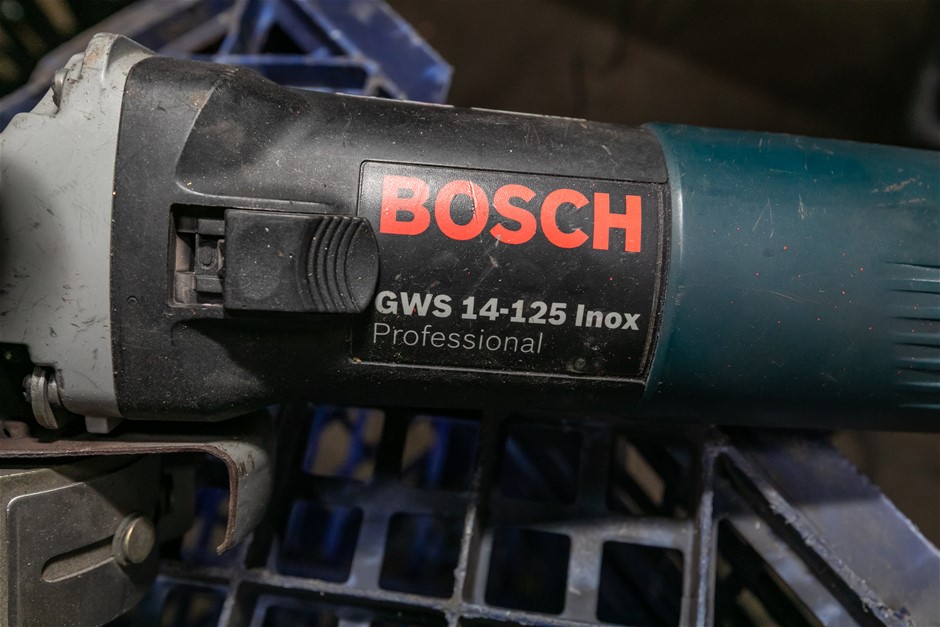 BOSCH
GWS 14-125 Inox
Professional